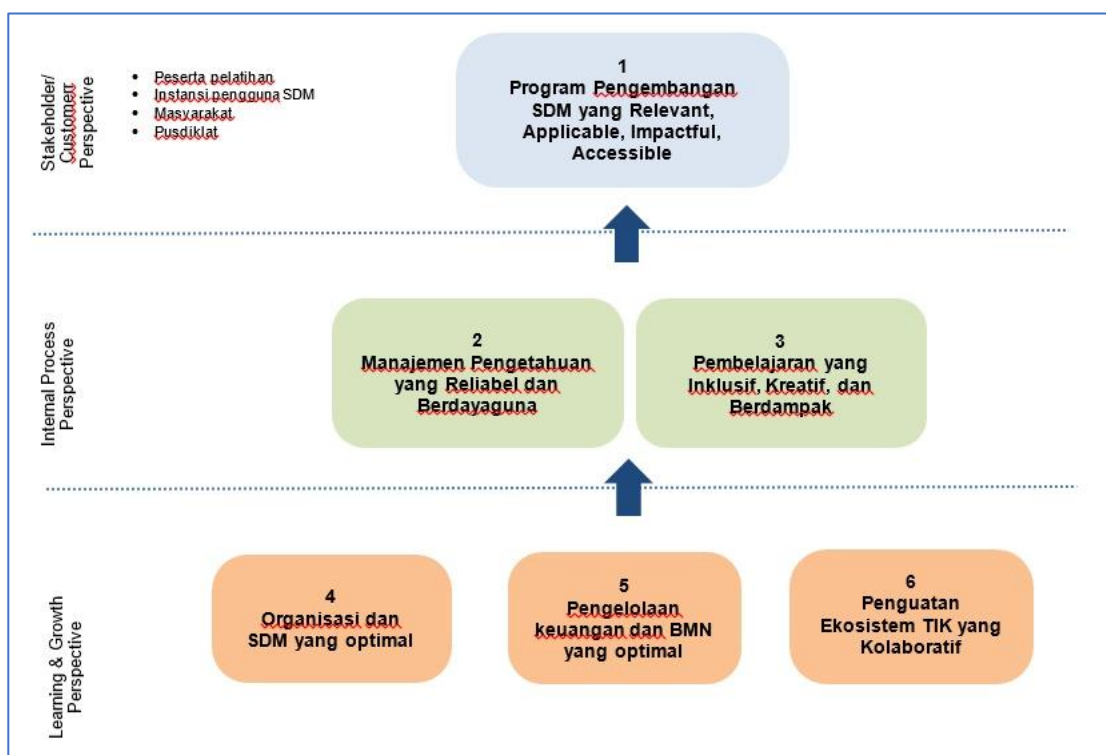 Stakeholder/
Customerr
Perspective
• Peserta pelatihan
• Instansi pengguna SDM
• Masyarakat
• Pusdiklat
1
Program Pengembangan
SDM yang Relevant,
Applicable, Impactful,
Accessible
Internal Process
Perspective
2
Manajemen Pengetahuan
yang Reliabel dan
Berdayaguna
3
Pembelajaran yang
Inklusif, Kreatif, dan
Berdampak
Learning & Growth
Perspective
4
Organisasi dan
SDM yang optimal
5
Pengelolaan
keuangan dan BMN
yang optimal
6
Penguatan
Ekosistem TIK yang
Kolaboratif